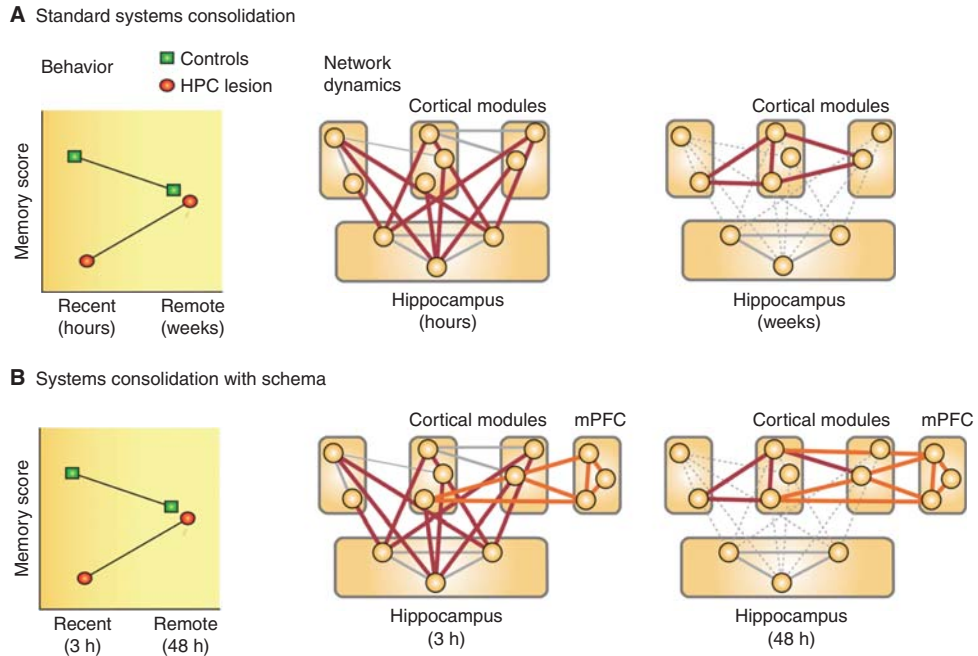 A Standard systems consolidation
Behavior
Controls
HPC lesion
Network
dynamics
Cortical modules
Cortical modules
Memory score
Recent
(hours)
Remote
(weeks)
Hippocampus
(hours)
Hippocampus
(weeks)
B Systems consolidation with schema
Cortical modules
mPFC
Cortical modules
mPFC
Memory score
Recent
(3 h)
Remote
(48 h)
Hippocampus
(3 h)
Hippocampus
(48 h)